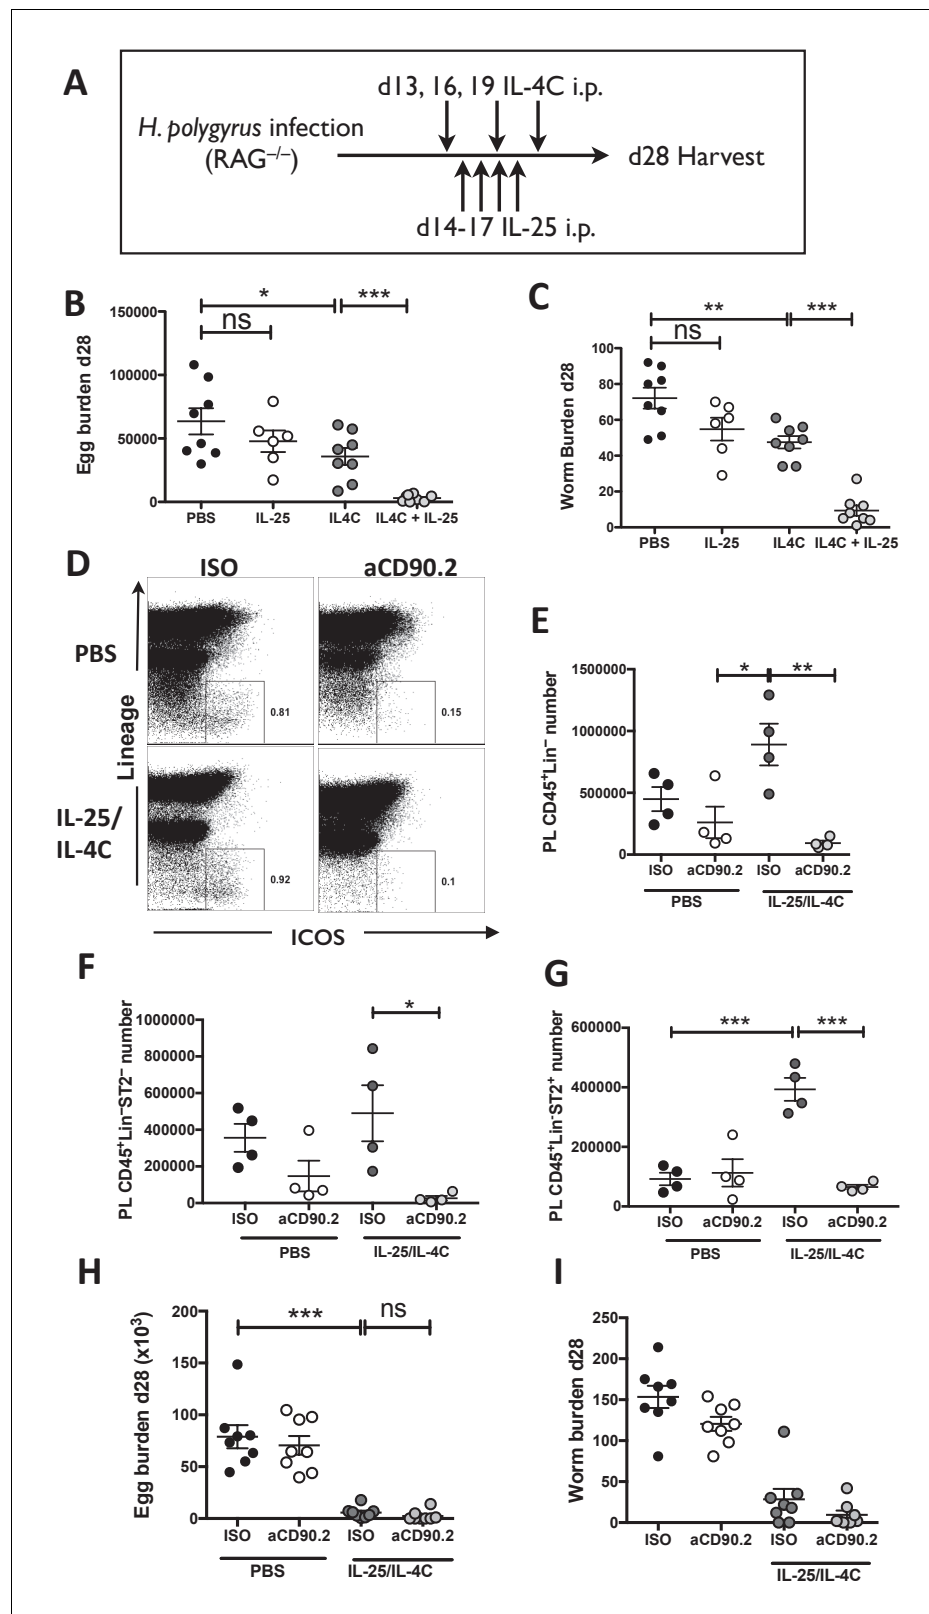 A
d13, 16, 19 IL-4C i.p.
H. polygyrus infection
(RAG–/–)
d28 Harvest
d14-17 IL-25 i.p.
B
*
***
ns
Egg burden d28
150000
100000
50000
0
PBS
IL-25
IL4C
IL4C + IL-25
C
**
***
ns
Worm Burden d28
100
80
60
40
20
0
PBS
IL-25
IL4C
IL4C + IL-25
D
ISO
aCD90.2
PBS
0.81
0.15
Lineage
IL-25/
IL-4C
0.92
0.1
ICOS
E
*
**
PL CD45+Lin– number
1500000
1000000
500000
0
ISO
aCD90.2
ISO
aCD90.2
PBS
IL-25/IL-4C
F
*
PL CD45+Lin–ST2– number
1000000
800000
600000
400000
200000
0
ISO
aCD90.2
ISO
aCD90.2
PBS
IL-25/IL-4C
G
***
***
PL CD45+Lin-ST2+ number
600000
400000
200000
0
ISO
aCD90.2
ISO
aCD90.2
PBS
IL-25/IL-4C
H
***
ns
Egg burden d28 (x103)
200
150
100
50
0
ISO
aCD90.2
ISO
aCD90.2
PBS
IL-25/IL-4C
I
Worm burden d28
250
200
150
100
50
0
ISO
aCD90.2
ISO
aCD90.2
IL-25/IL-4C